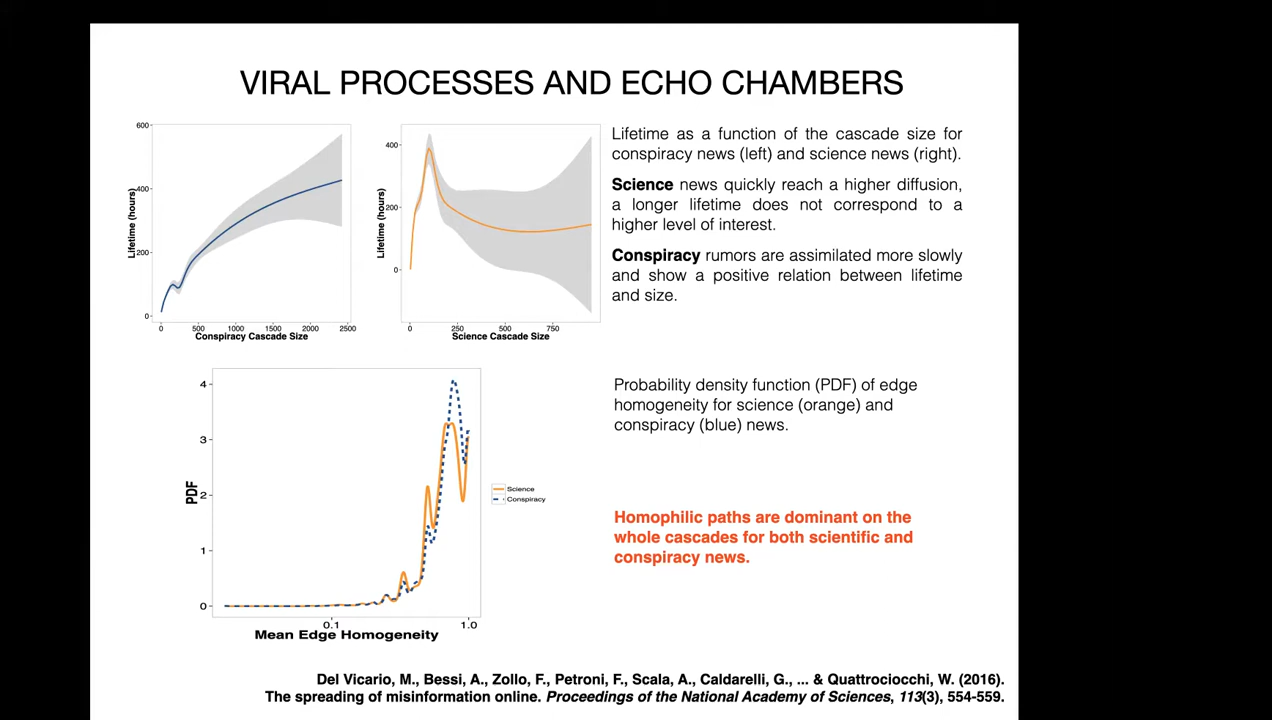 VIRAL PROCESSES AND ECHO CHAMBERS
600
400
200
0
Lifetime (hours)
0 500 1000 1500 2000 2500
Conspiracy Cascade Size
400
200
0
Lifetime (hours)
0 250 500 750
Science Cascade Size
Lifetime as a function of the cascade size for
conspiracy news (left) and science news (right).
Science news quickly reach a higher diffusion,
a longer lifetime does not correspond to a
higher level of interest.
Conspiracy rumors are assimilated more slowly
and show a positive relation between lifetime
and size.
4
3
2
1
0
PDF
0.1 1.0
Mean Edge Homogeneity
Science
Conspiracy
Probability density function (PDF) of edge
homogeneity for science (orange) and
conspiracy (blue) news.
Homophilic paths are dominant on the
whole cascades for both scientific and
conspiracy news.
Del Vicario, M., Bessi, A., Zollo, F., Petroni, F., Scala, A., Caldarelli, G., ... & Quattrociocchi, W. (2016).
The spreading of misinformation online. Proceedings of the National Academy of Sciences, 113(3), 554-559.